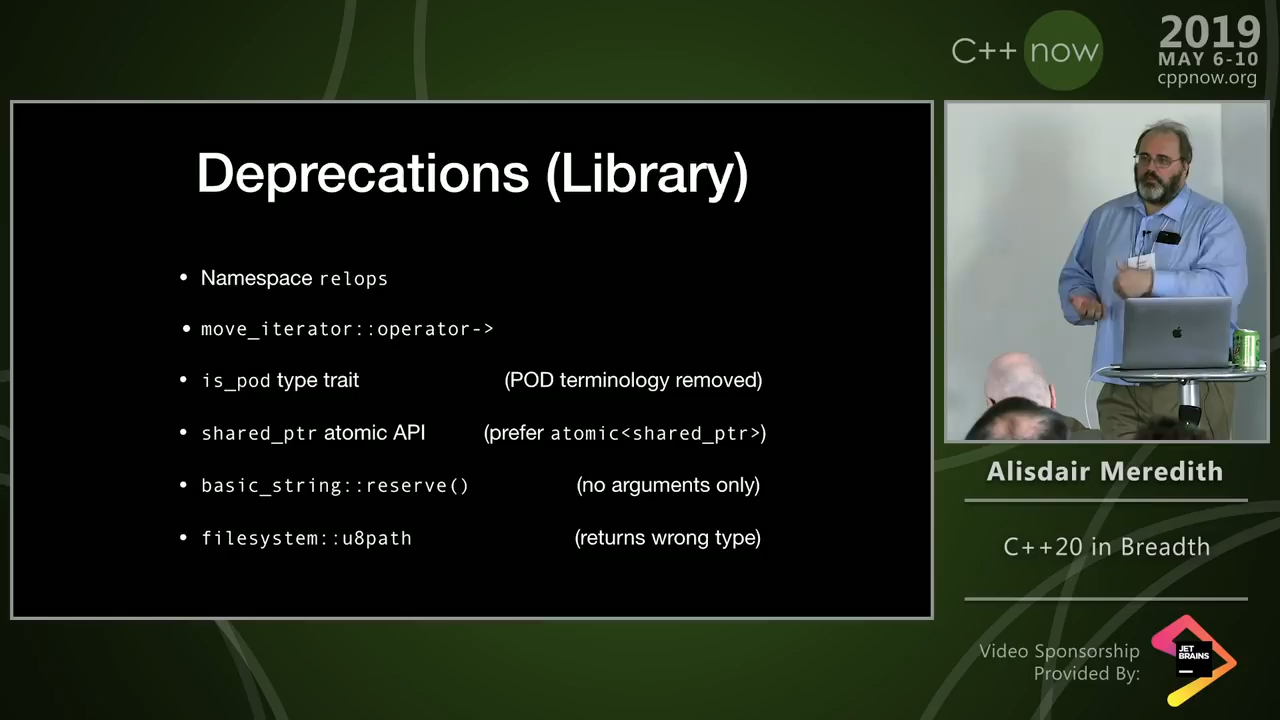 C++ now
2019
MAY 6-10
cppnow.org
Deprecations (Library)
• Namespace relops
• move_iterator::operator->
• is_pod type trait (POD terminology removed)
• shared_ptr atomic API (prefer atomic<shared_ptr>)
• basic_string::reserve() (no arguments only)
• filesystem::u8path (returns wrong type)
Alisdair Meredith
C++20 in Breadth
Video Sponsorship
Provided By:
JET
BRAINS